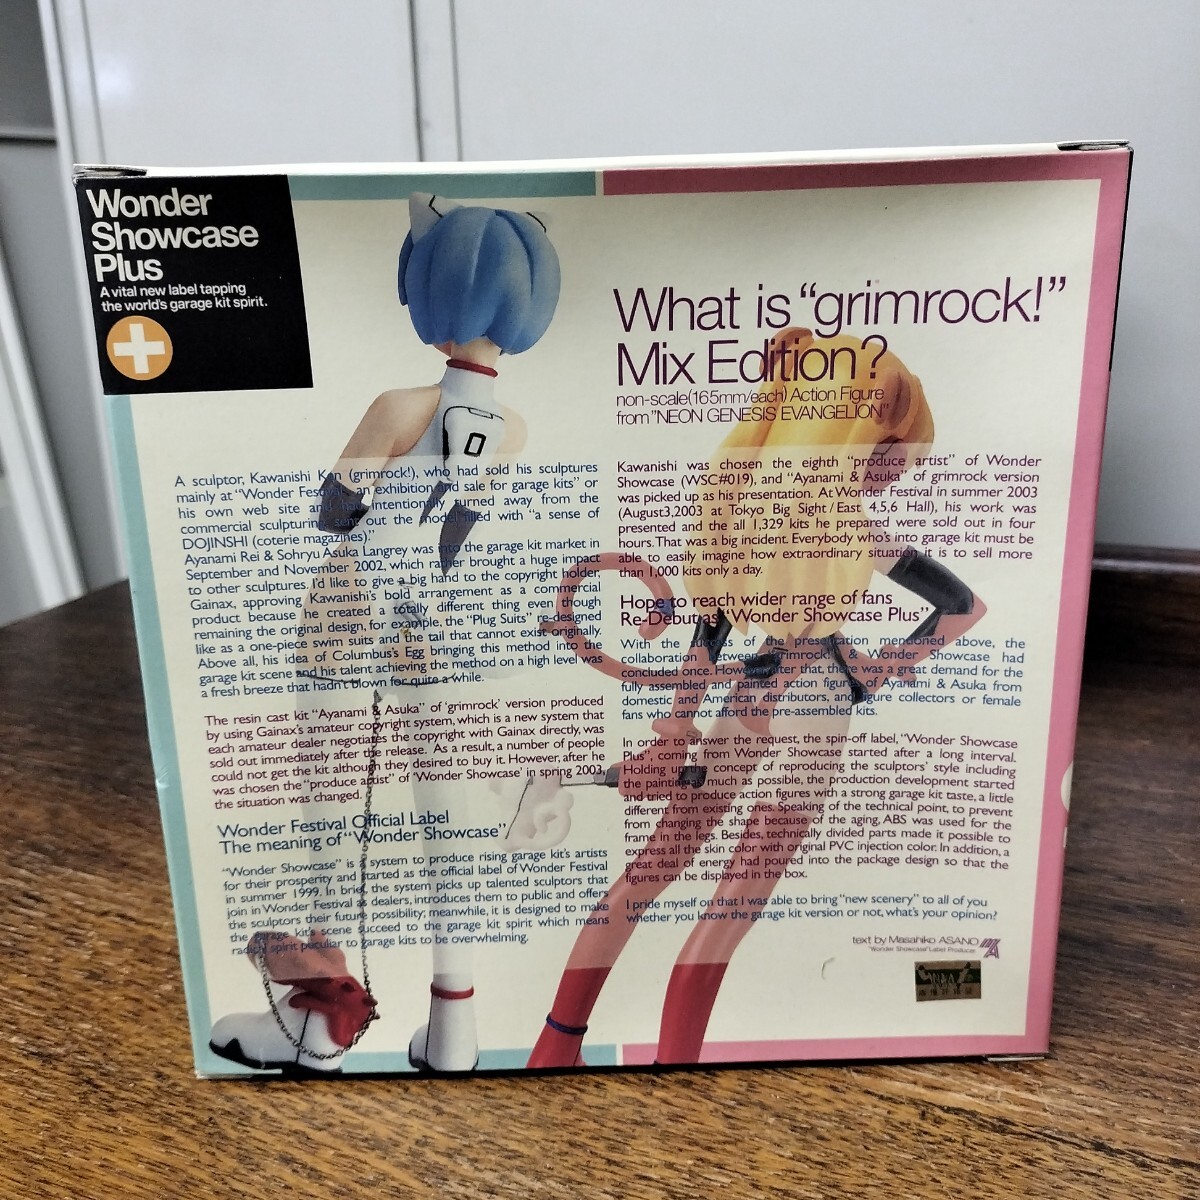 Wonder
Showcase
Plus
A vital new label tapping
the world's garage kit spirit.
What is "grimrock!"
Mix Edition?
non-scale(165mm/each) Action Figure
from "NEON GENESIS EVANGELION"
0
A sculptor, Kawanishi Ken (grimrock!), who had sold his sculptures
mainly at "Wonder Festival, an exhibition and sale for garage kits" or
his own web site and had intentionally turned away from the
commercial sculpturing, sent out the model filled with "a sense of
DOJINSHI (coterie magazines)."
Ayanami Rei & Sohryu Asuka Langrey was into the garage kit market in
September and November 2002, which rather brought a huge impact
to other sculptures. I'd like to give a big hand to the copyright holder,
Gainax, approving Kawanishi's bold arrangement as a commercial
product because he created a totally different thing even though
remaining the original design, for example, the "Plug Suits" re-designed
like as a one-piece swim suits and the tail that cannot exist originally.
Above all, his idea of Columbus's Egg bringing this method into the
garage kit scene and his talent achieving the method on a high level was
a fresh breeze that hadn't blown for quite a while.
The resin cast kit "Ayanami & Asuka" of 'grimrock' version produced
by using Gainax's amateur copyright system, which is a new system that
each amateur dealer negotiates the copyright with Gainax directly, was
sold out immediately after the release. As a result, a number of people
could not get the kit although they desired to buy it. However, after he
was chosen the "produce artist" of 'Wonder Showcase' in spring 2003,
the situation was changed.
Wonder Festival Official Label
The meaning of "Wonder Showcase"
"Wonder Showcase" is a system to produce rising garage kit's artists
for their prosperity and started as the official label of Wonder Festival
in summer 1999. In brief, the system picks up talented sculptors that
join in Wonder Festival as dealers, introduces them to public and offers
the sculptors their future possibility; meanwhile, it is designed to make
the garage kit's scene succeed to the garage kit spirit which means
radical spirit peculiar to garage kits to be overwhelming.
Kawanishi was chosen the eighth "produce artist" of Wonder
Showcase (WSC#019), and "Ayanami & Asuka" of grimrock version
was picked up as his presentation. At Wonder Festival in summer 2003
(August3,2003 at Tokyo Big Sight / East 4,5,6 Hall), his work was
presented and the all 1,329 kits he prepared were sold out in four
hours. That was a big incident. Everybody who's into garage kit must be
able to easily imagine how extraordinary situation it is to sell more
than 1,000 kits only a day.
Hope to reach wider range of fans
Re-Debut as "Wonder Showcase Plus"
With the success of the presentation mentioned above, the
collaboration between "grimrock!" & Wonder Showcase had
concluded once. However, after that, there was a great demand for the
fully assembled and painted action figures of Ayanami & Asuka from
domestic and American distributors, and figure collectors or female
fans who cannot afford the pre-assembled kits.
In order to answer the request, the spin-off label, "Wonder Showcase
Plus", coming from Wonder Showcase started after a long interval.
Holding up the concept of reproducing the sculptors' style including
the painting as much as possible, the production development started
and tried to produce action figures with a strong garage kit taste, a little
different from existing ones. Speaking of the technical point, to prevent
from changing the shape because of the aging, ABS was used for the
frame in the legs. Besides, technically divided parts made it possible to
express all the skin color with original PVC injection color. In addition, a
great deal of energy had poured into the package design so that the
figures can be displayed in the box.
I pride myself on that I was able to bring "new scenery" to all of you
whether you know the garage kit version or not, what's your opinion?
text by Masahiko ASANO
"Wonder Showcase" Label Producer